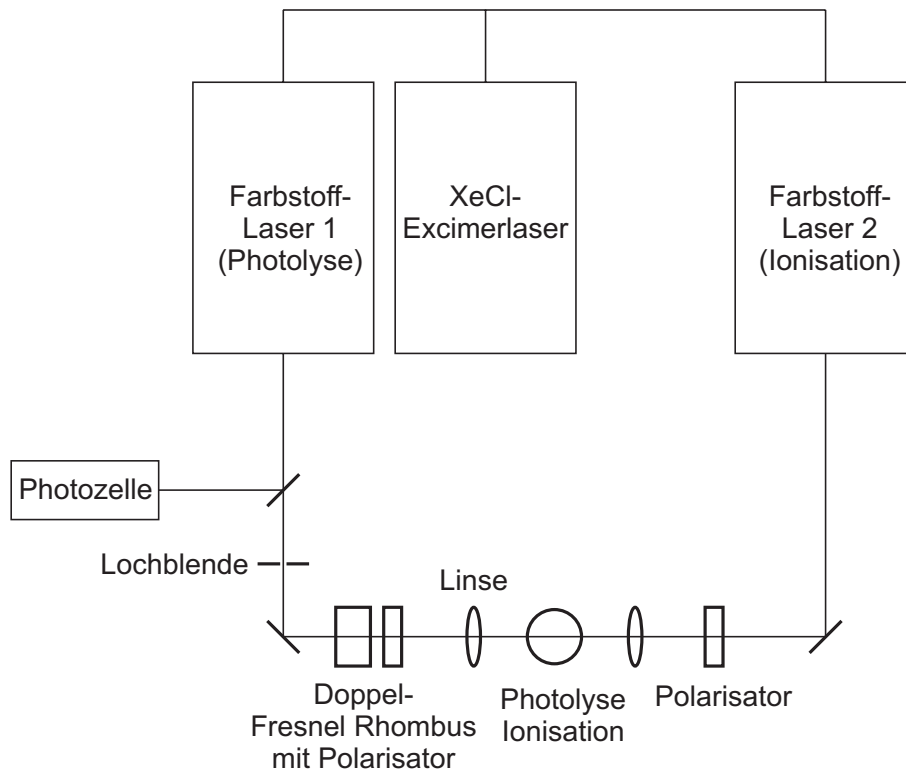 Farbstoff-
Laser 1
(Photolyse)
XeCl-
Excimerlaser
Farbstoff-
Laser 2
(Ionisation)
Photozelle
Lochblende
Linse
Doppel-
Fresnel Rhombus
mit Polarisator
Photolyse
Ionisation
Polarisator